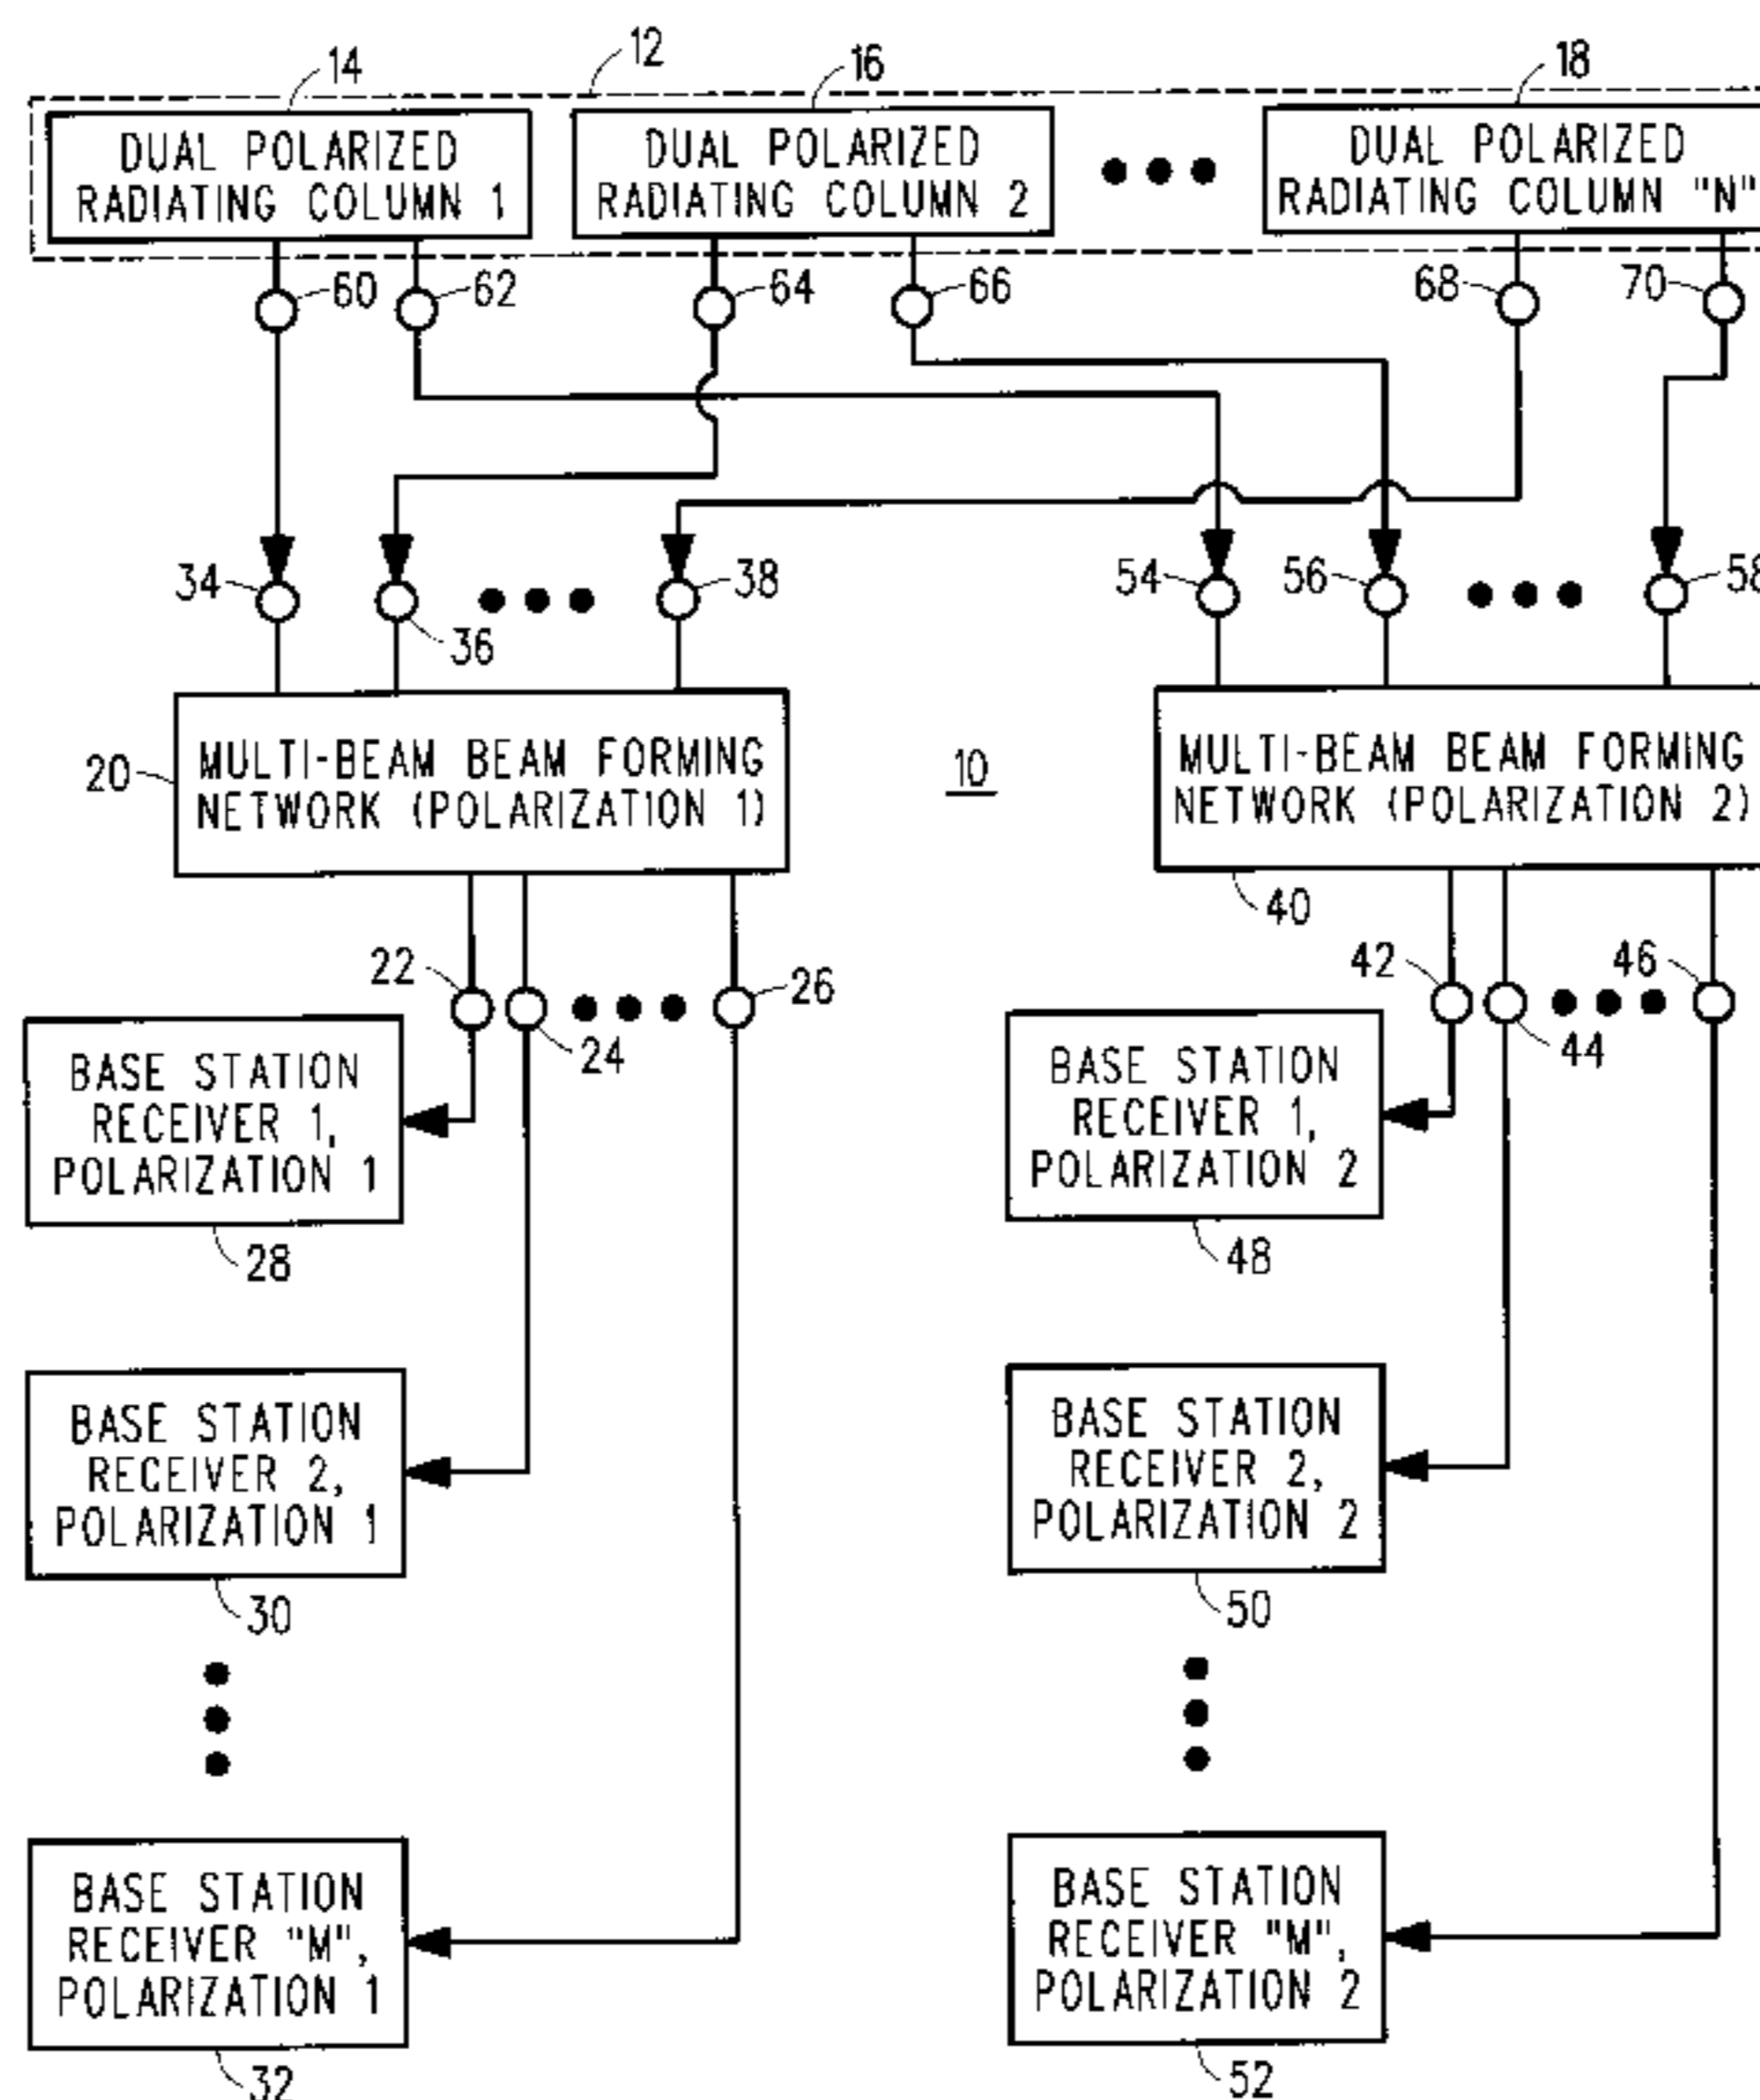 14
12
16
18
DUAL POLARIZED
RADIATING COLUMN 1
DUAL POLARIZED
RADIATING COLUMN 2
DUAL POLARIZED
RADIATING COLUMN "N"
60
62
64
66
68
70
34
36
38
54
56
58
20
MULTI-BEAM BEAM FORMING
NETWORK (POLARIZATION 1)
10
MULTI-BEAM BEAM FORMING
NETWORK (POLARIZATION 2)
40
22
24
26
42
44
46
BASE STATION
RECEIVER 1,
POLARIZATION 1
28
BASE STATION
RECEIVER 1,
POLARIZATION 2
48
BASE STATION
RECEIVER 2,
POLARIZATION 1
30
BASE STATION
RECEIVER 2,
POLARIZATION 2
50
BASE STATION
RECEIVER "M",
POLARIZATION 1
32
BASE STATION
RECEIVER "M",
POLARIZATION 2
52